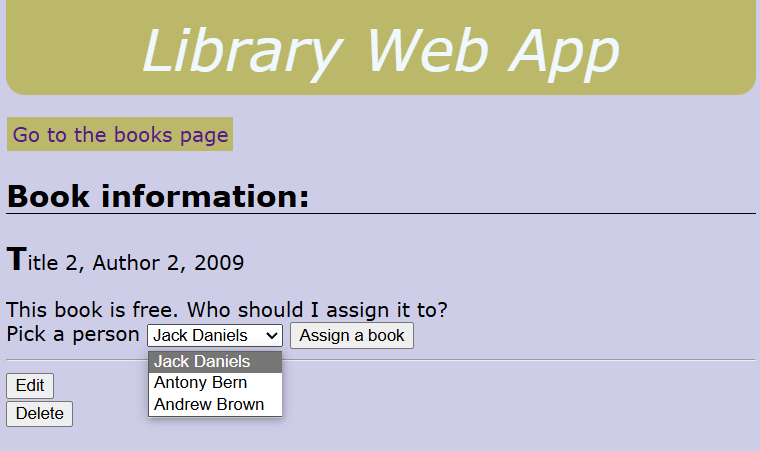 Library Web App
Go to the books page
Book information:
Title 2, Author 2, 2009
This book is free. Who should I assign it to?
Pick a person Jack Daniels Assign a book
Jack Daniels
Antony Bern
Andrew Brown
Edit
Delete